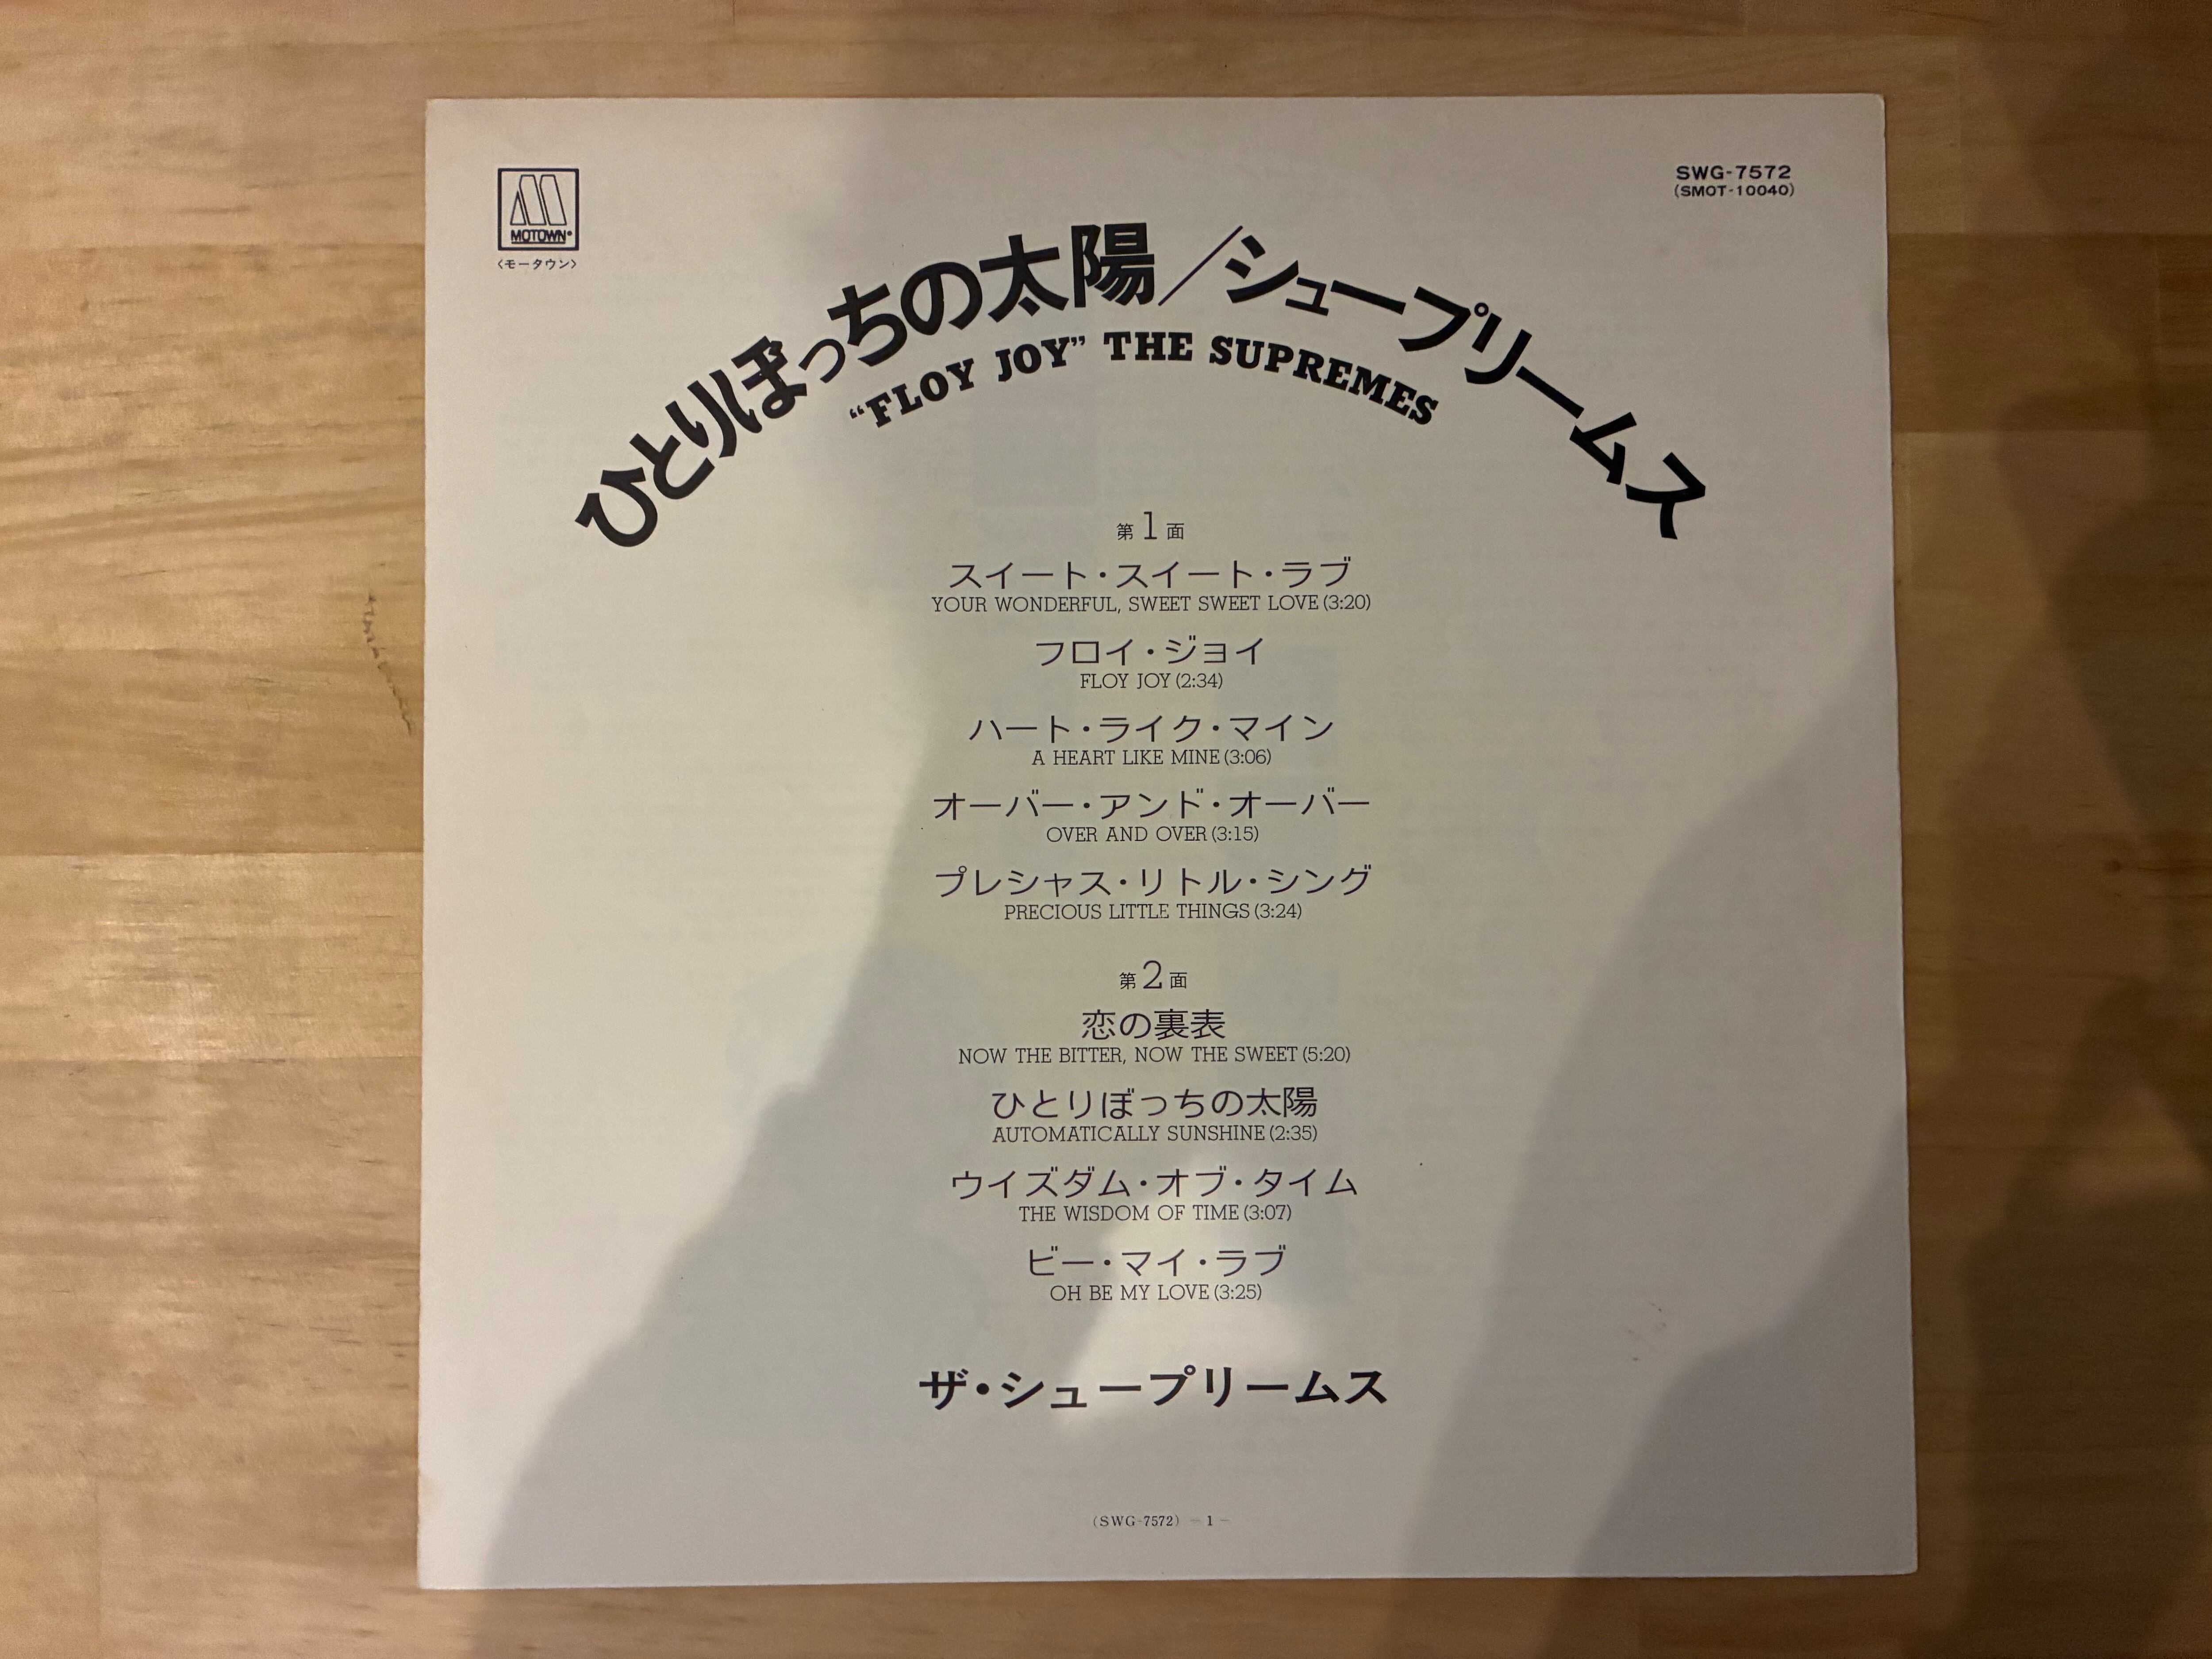 MOTOWN
〈モータウン〉
SWG-7572
(SMOT-10040)
ひとりぼっちの太陽／シュープリームス
“FLOY JOY” THE SUPREMES
第1面
スイート・スイート・ラブ
YOUR WONDERFUL, SWEET SWEET LOVE (3:20)
フロイ・ジョイ
FLOY JOY (2:34)
ハート・ライク・マイン
A HEART LIKE MINE (3:06)
オーバー・アンド・オーバー
OVER AND OVER (3:15)
プレシャス・リトル・シング
PRECIOUS LITTLE THINGS (3:24)
第2面
恋の裏表
NOW THE BITTER, NOW THE SWEET (5:20)
ひとりぼっちの太陽
AUTOMATICALLY SUNSHINE (2:35)
ウイズダム・オブ・タイム
THE WISDOM OF TIME (3:07)
ビー・マイ・ラブ
OH BE MY LOVE (3:25)
ザ・シュープリームス
(SWG-7572) －1－